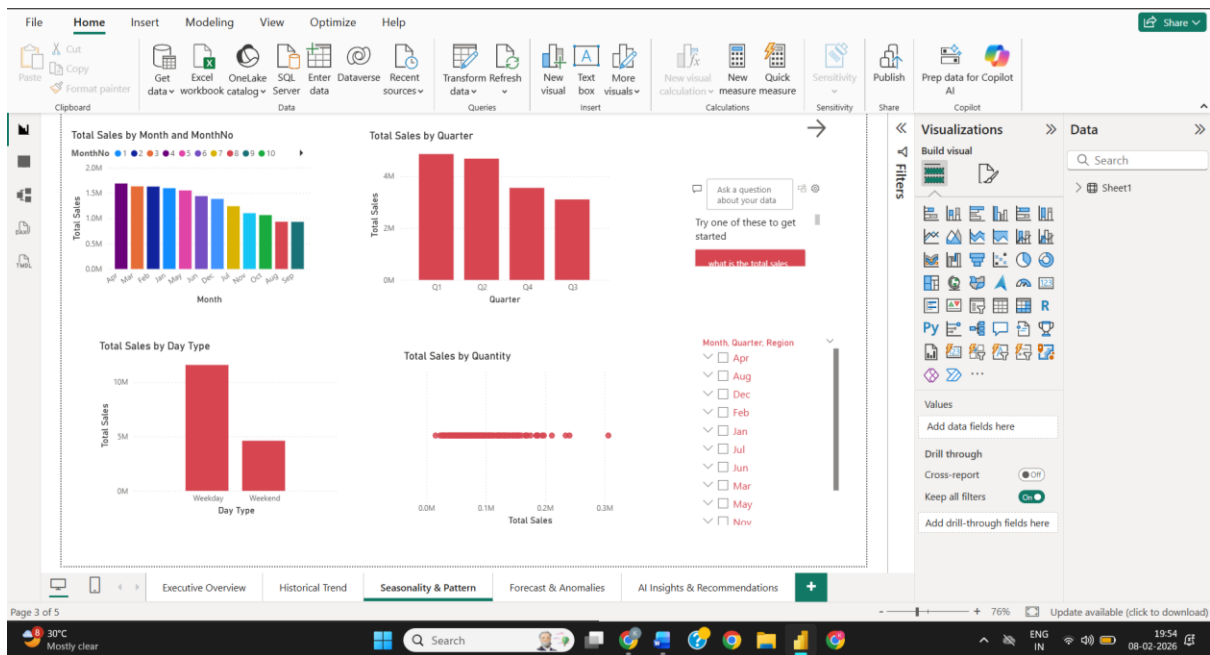 File Home Insert Modeling View Optimize Help Share
Paste
Cut
Copy
Format painter
Get data
Excel workbook
OneLake catalog
SQL Server
Enter data
Dataverse
Recent sources
Transform data
Refresh
New visual
Text box
More visuals
New visual calculation
New measure
Quick measure
Sensitivity
Publish
Prep data for Copilot
AI
Clipboard Data Queries Insert Calculations Sensitivity Share Copilot
Total Sales by Month and MonthNo
MonthNo 1 2 3 4 5 6 7 8 9 10
2.0M
1.5M
1.0M
0.5M
0.0M
Total Sales
Apr Mar Feb Jan May Jun Dec Jul Nov Oct Aug Sep
Month
Total Sales by Quarter
4M
2M
0M
Total Sales
Q1 Q2 Q4 Q3
Quarter
Ask a question
about your data
Try one of these to get
started
what is the total sales
Total Sales by Day Type
10M
5M
0M
Total Sales
Weekday Weekend
Day Type
Total Sales by Quantity
0.0M 0.1M 0.2M 0.3M
Total Sales
Month, Quarter, Region
Apr
Aug
Dec
Feb
Jan
Jul
Jun
Mar
May
Nov
Filters
Visualizations
Build visual
R
Py
123
Values
Add data fields here
Drill through
Cross-report Off
Keep all filters On
Add drill-through fields here
Data
Search
Sheet1
DAX
TMDL
Executive Overview Historical Trend Seasonality & Pattern Forecast & Anomalies AI Insights & Recommendations +
Page 3 of 5
- + 76% Update available (click to download)
8
30°C
Mostly clear
Search
ENG
IN
19:54
08-02-2026